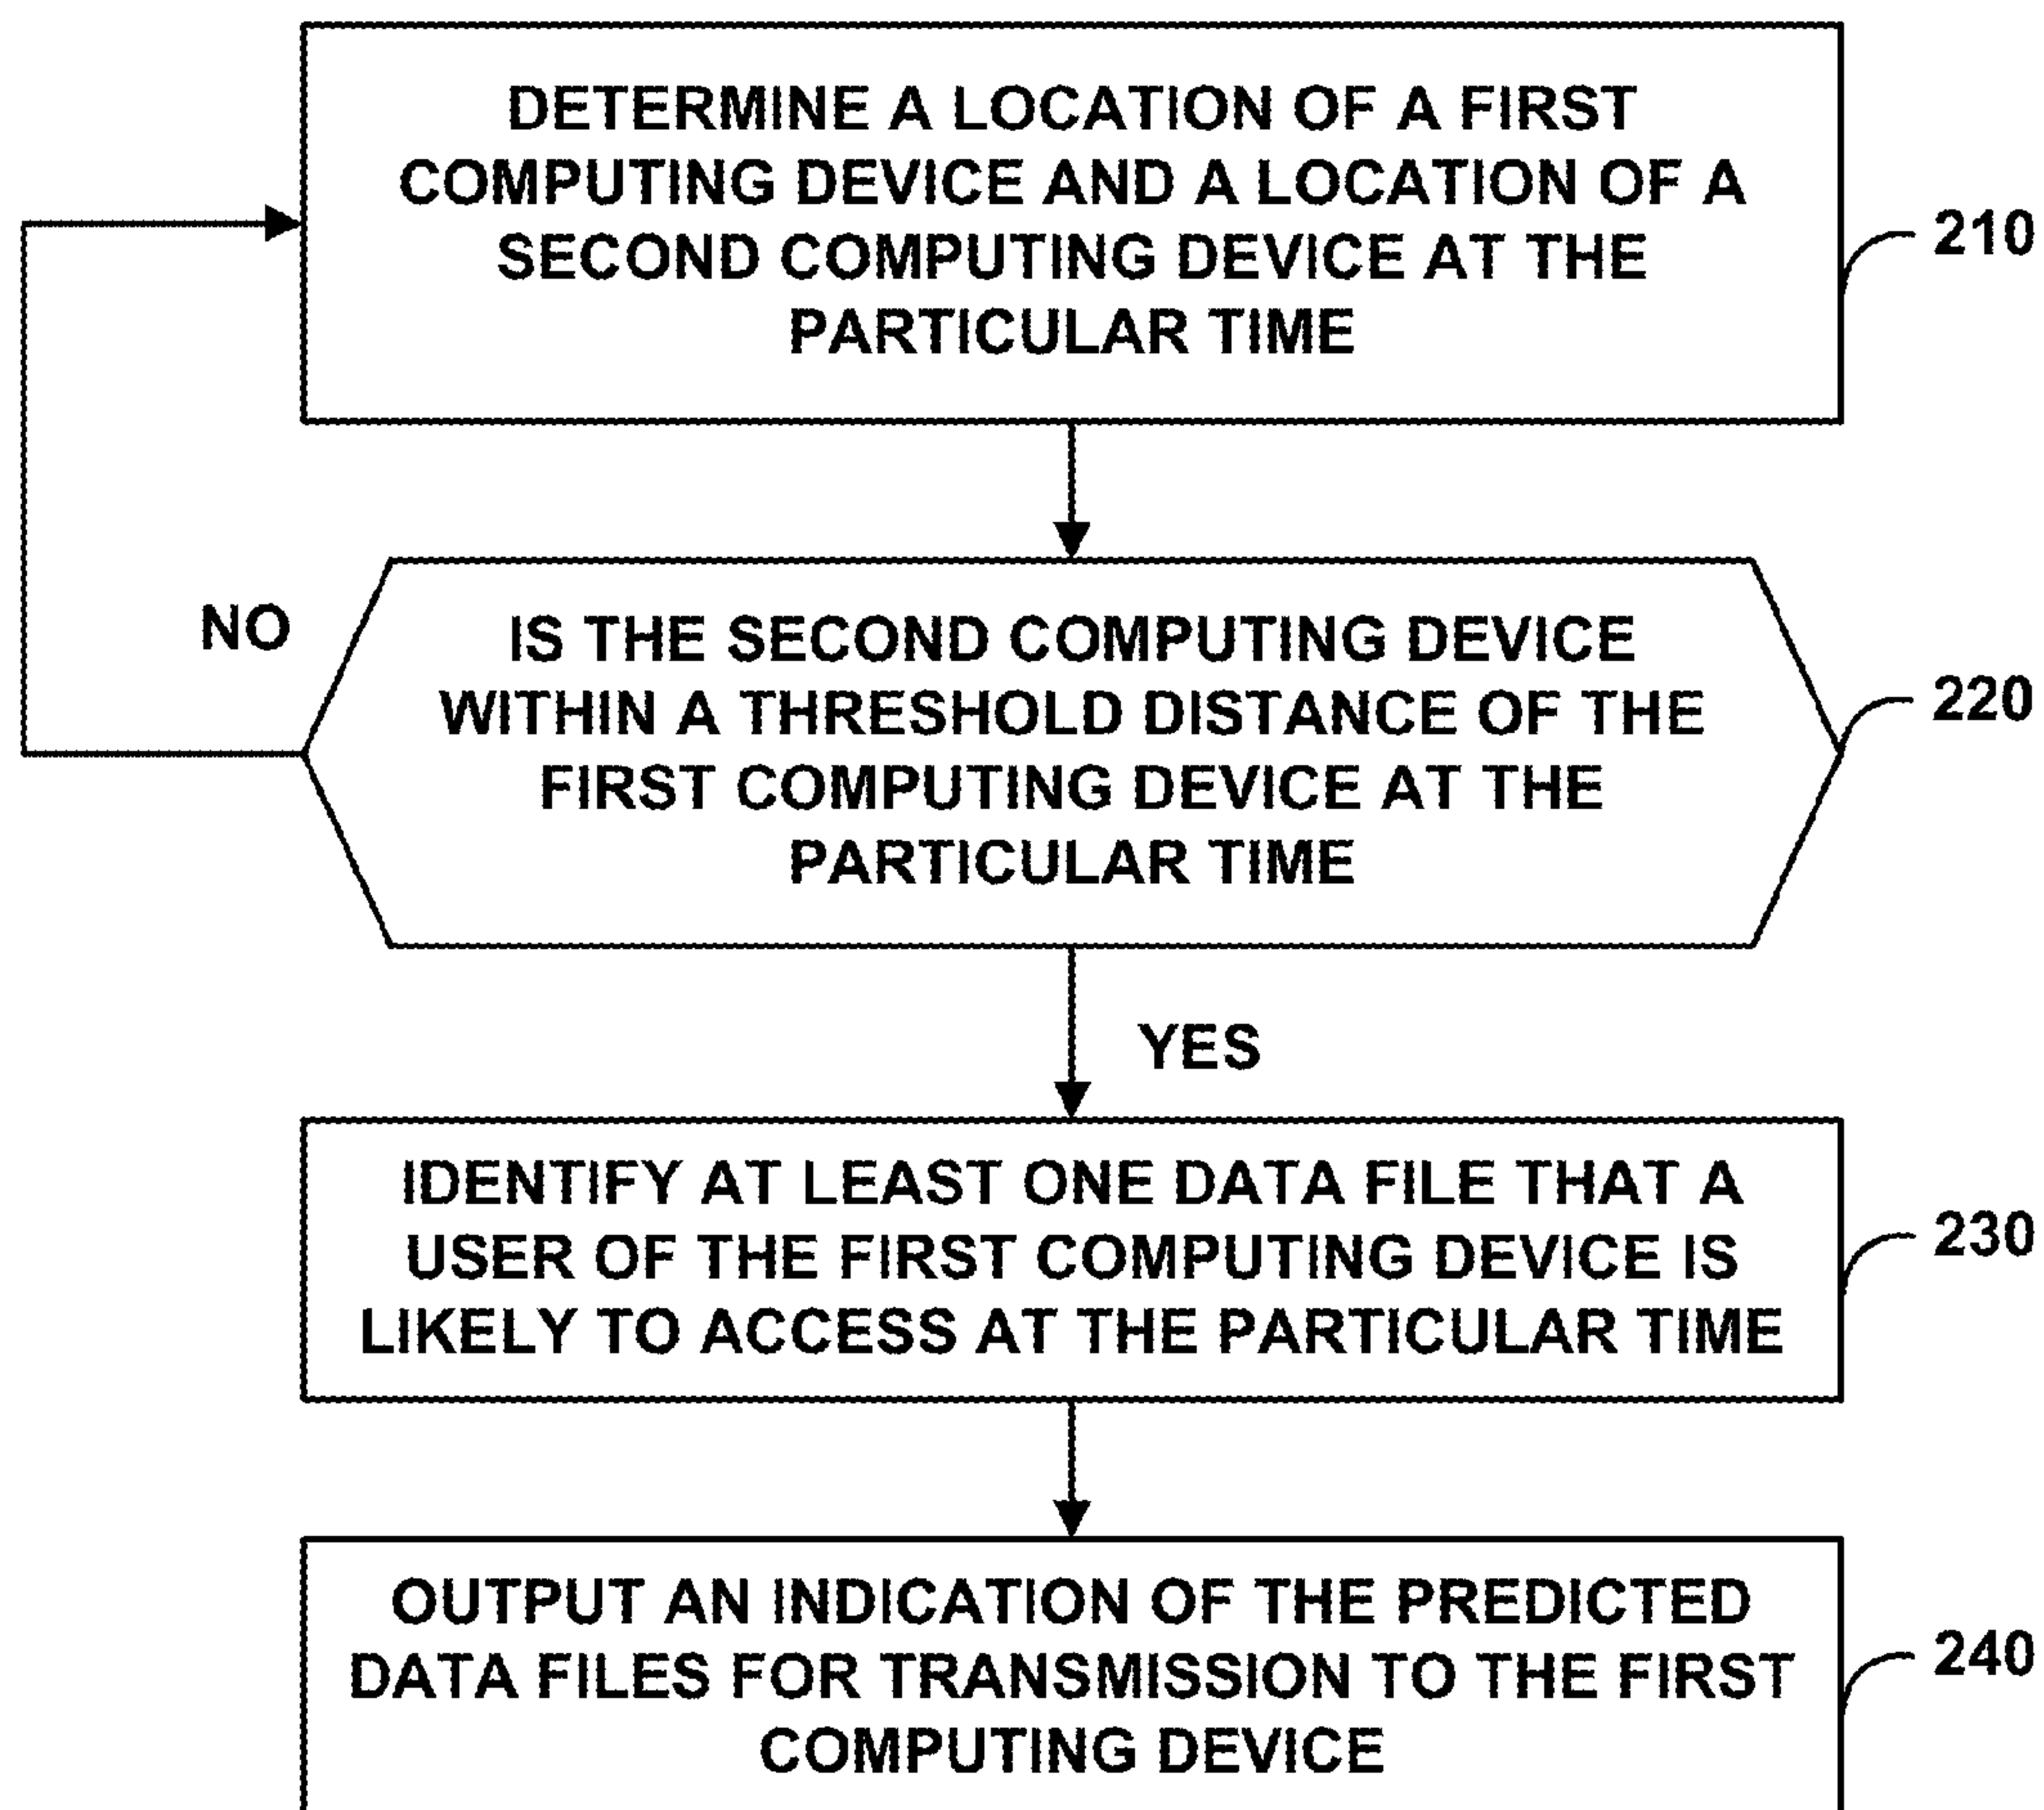 DETERMINE A LOCATION OF A FIRST
COMPUTING DEVICE AND A LOCATION OF A
SECOND COMPUTING DEVICE AT THE
PARTICULAR TIME
210
NO
IS THE SECOND COMPUTING DEVICE
WITHIN A THRESHOLD DISTANCE OF THE
FIRST COMPUTING DEVICE AT THE
PARTICULAR TIME
220
YES
IDENTIFY AT LEAST ONE DATA FILE THAT A
USER OF THE FIRST COMPUTING DEVICE IS
LIKELY TO ACCESS AT THE PARTICULAR TIME
230
OUTPUT AN INDICATION OF THE PREDICTED
DATA FILES FOR TRANSMISSION TO THE FIRST
COMPUTING DEVICE
240